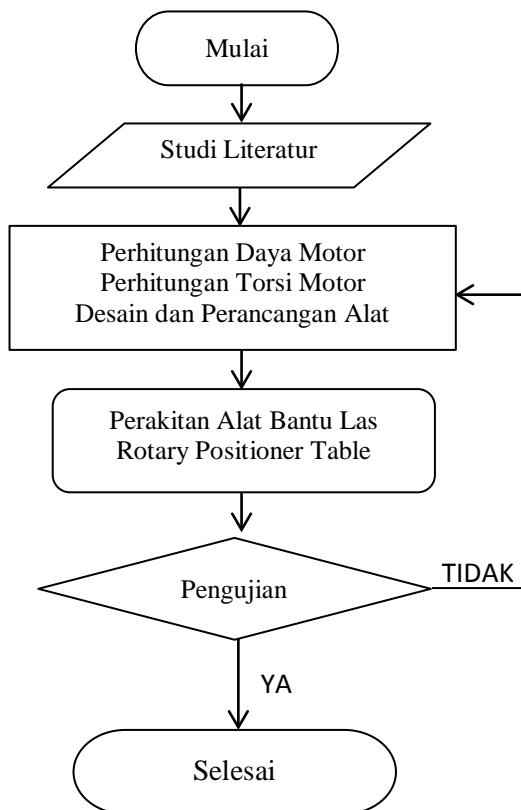 Mulai
Studi Literatur
Perhitungan Daya Motor
Perhitungan Torsi Motor
Desain dan Perancangan Alat
Perakitan Alat Bantu Las
Rotary Positioner Table
Pengujian
TIDAK
YA
Selesai